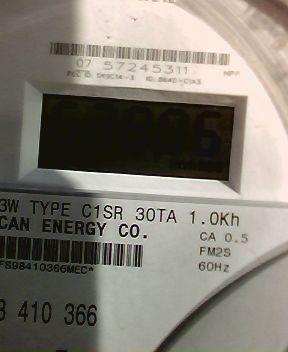 07 57245311 NPP
3W TYPE C1SR 30TA 1.0Kh
CAN ENERGY CO. CA 0.5
FM2S
FS98410366MEC*
60Hz
3 410 366